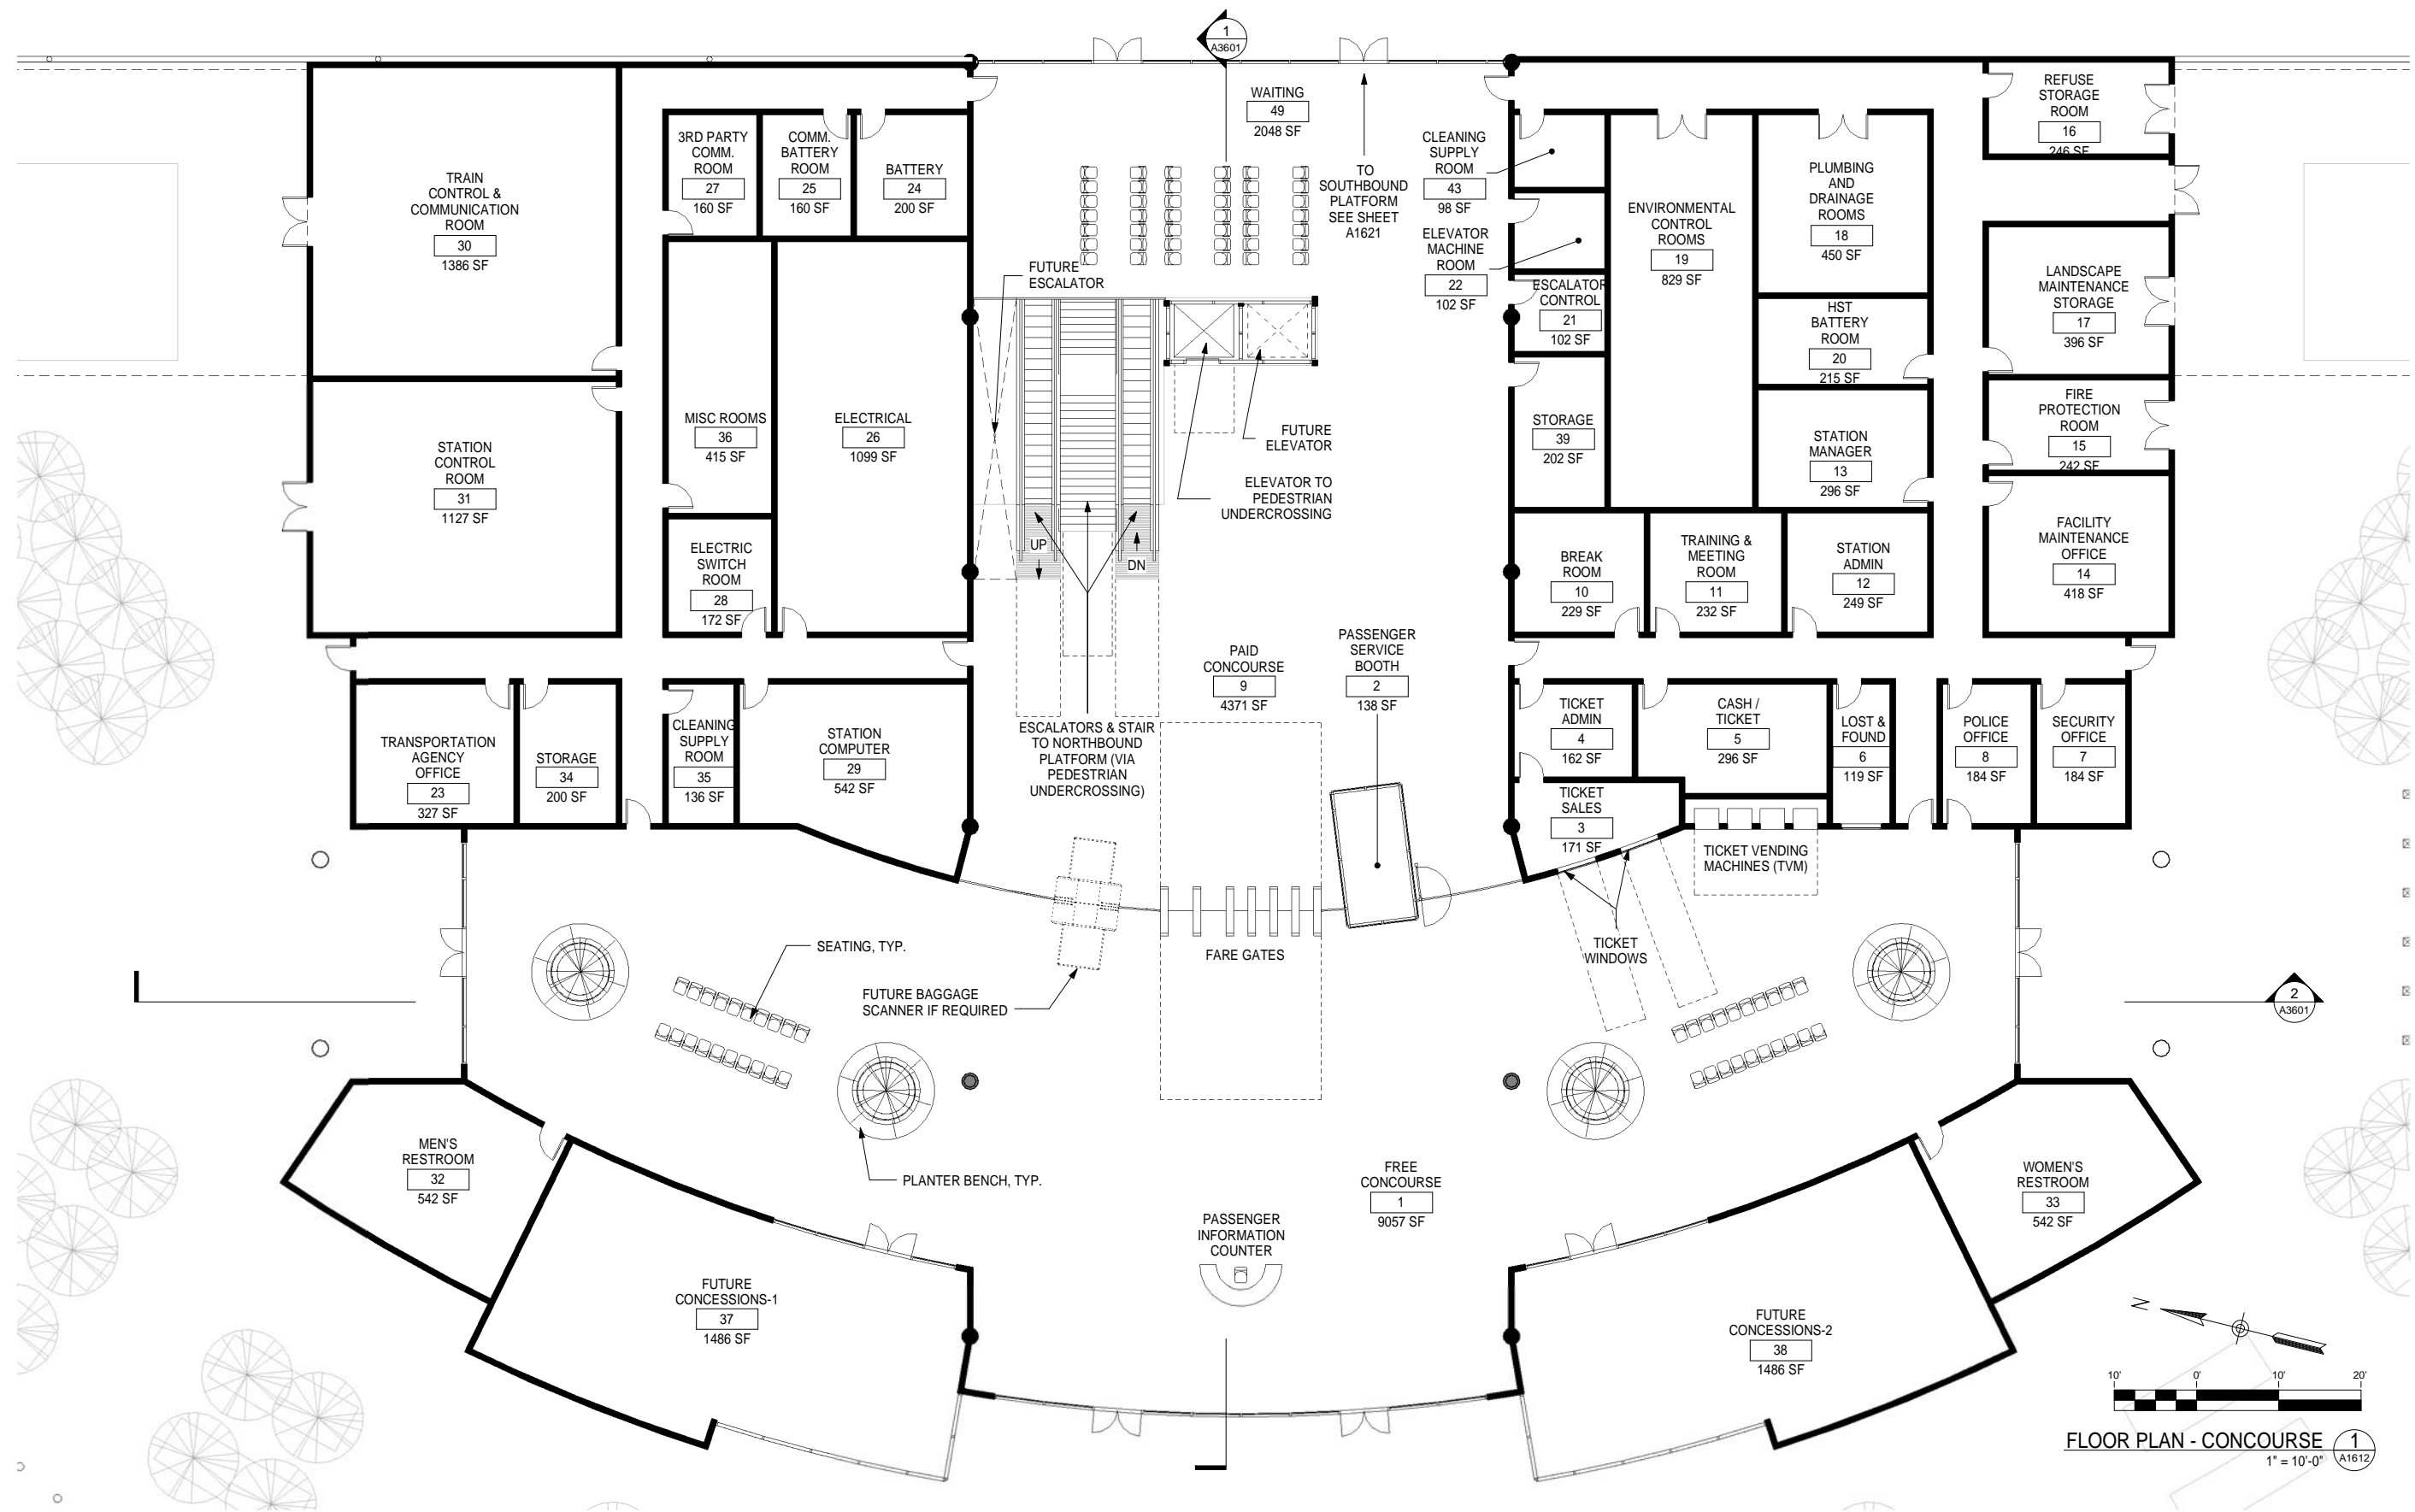 1
A3601
WAITING
49
2048 SF
TO
SOUTHBOUND
PLATFORM
SEE SHEET
A1621
TRAIN
CONTROL &
COMMUNICATION
ROOM
30
1386 SF
3RD PARTY
COMM.
ROOM
27
160 SF
COMM.
BATTERY
ROOM
25
160 SF
BATTERY
24
200 SF
CLEANING
SUPPLY
ROOM
43
98 SF
ELEVATOR
MACHINE
ROOM
22
102 SF
ESCALATOR
CONTROL
21
102 SF
ENVIRONMENTAL
CONTROL
ROOMS
19
829 SF
PLUMBING
AND
DRAINAGE
ROOMS
18
450 SF
REFUSE
STORAGE
ROOM
16
246 SF
LANDSCAPE
MAINTENANCE
STORAGE
17
396 SF
HST
BATTERY
ROOM
20
215 SF
FIRE
PROTECTION
ROOM
15
242 SF
FUTURE
ESCALATOR
STATION
CONTROL
ROOM
31
1127 SF
MISC ROOMS
36
415 SF
ELECTRICAL
26
1099 SF
FUTURE
ELEVATOR
ELEVATOR TO
PEDESTRIAN
UNDERCROSSING
STORAGE
39
202 SF
STATION
MANAGER
13
296 SF
ELECTRIC
SWITCH
ROOM
28
172 SF
UP
DN
BREAK
ROOM
10
229 SF
TRAINING &
MEETING
ROOM
11
232 SF
STATION
ADMIN
12
249 SF
FACILITY
MAINTENANCE
OFFICE
14
418 SF
PAID
CONCOURSE
9
4371 SF
PASSENGER
SERVICE
BOOTH
2
138 SF
TRANSPORTATION
AGENCY
OFFICE
23
327 SF
STORAGE
34
200 SF
CLEANING
SUPPLY
ROOM
35
136 SF
STATION
COMPUTER
29
542 SF
ESCALATORS & STAIR
TO NORTHBOUND
PLATFORM (VIA
PEDESTRIAN
UNDERCROSSING)
TICKET
ADMIN
4
162 SF
CASH /
TICKET
5
296 SF
LOST &
FOUND
6
119 SF
POLICE
OFFICE
8
184 SF
SECURITY
OFFICE
7
184 SF
TICKET
SALES
3
171 SF
TICKET VENDING
MACHINES (TVM)
SEATING, TYP.
FUTURE BAGGAGE
SCANNER IF REQUIRED
FARE GATES
TICKET
WINDOWS
2
A3601
MEN'S
RESTROOM
32
542 SF
PLANTER BENCH, TYP.
FREE
CONCOURSE
1
9057 SF
WOMEN'S
RESTROOM
33
542 SF
PASSENGER
INFORMATION
COUNTER
FUTURE
CONCESSIONS-1
37
1486 SF
FUTURE
CONCESSIONS-2
38
1486 SF
N
10' 0' 10' 20'
FLOOR PLAN - CONCOURSE
1" = 10'-0"
1
A1612